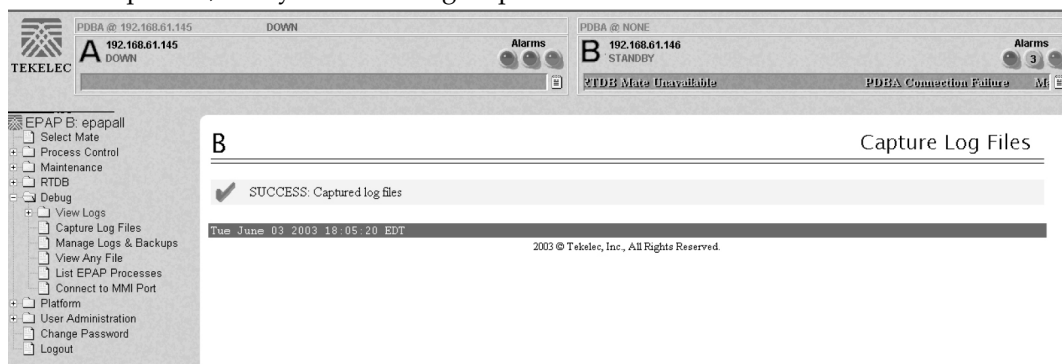 PDBA @ 192.168.61.145 DOWN
A 192.168.61.145
DOWN
Alarms
TEKELEC
PDBA @ NONE
B 192.168.61.146
STANDBY
Alarms
3
RTDB Mate Unavailable PDBA Connection Failure
EPAP B: epapall
Select Mate
Process Control
Maintenance
RTDB
Debug
View Logs
Capture Log Files
Manage Logs & Backups
View Any File
List EPAP Processes
Connect to MMI Port
Platform
User Administration
Change Password
Logout
B Capture Log Files
SUCCESS: Captured log files
Tue June 03 2003 18:05:20 EDT
2003 © Tekelec, Inc., All Rights Reserved.